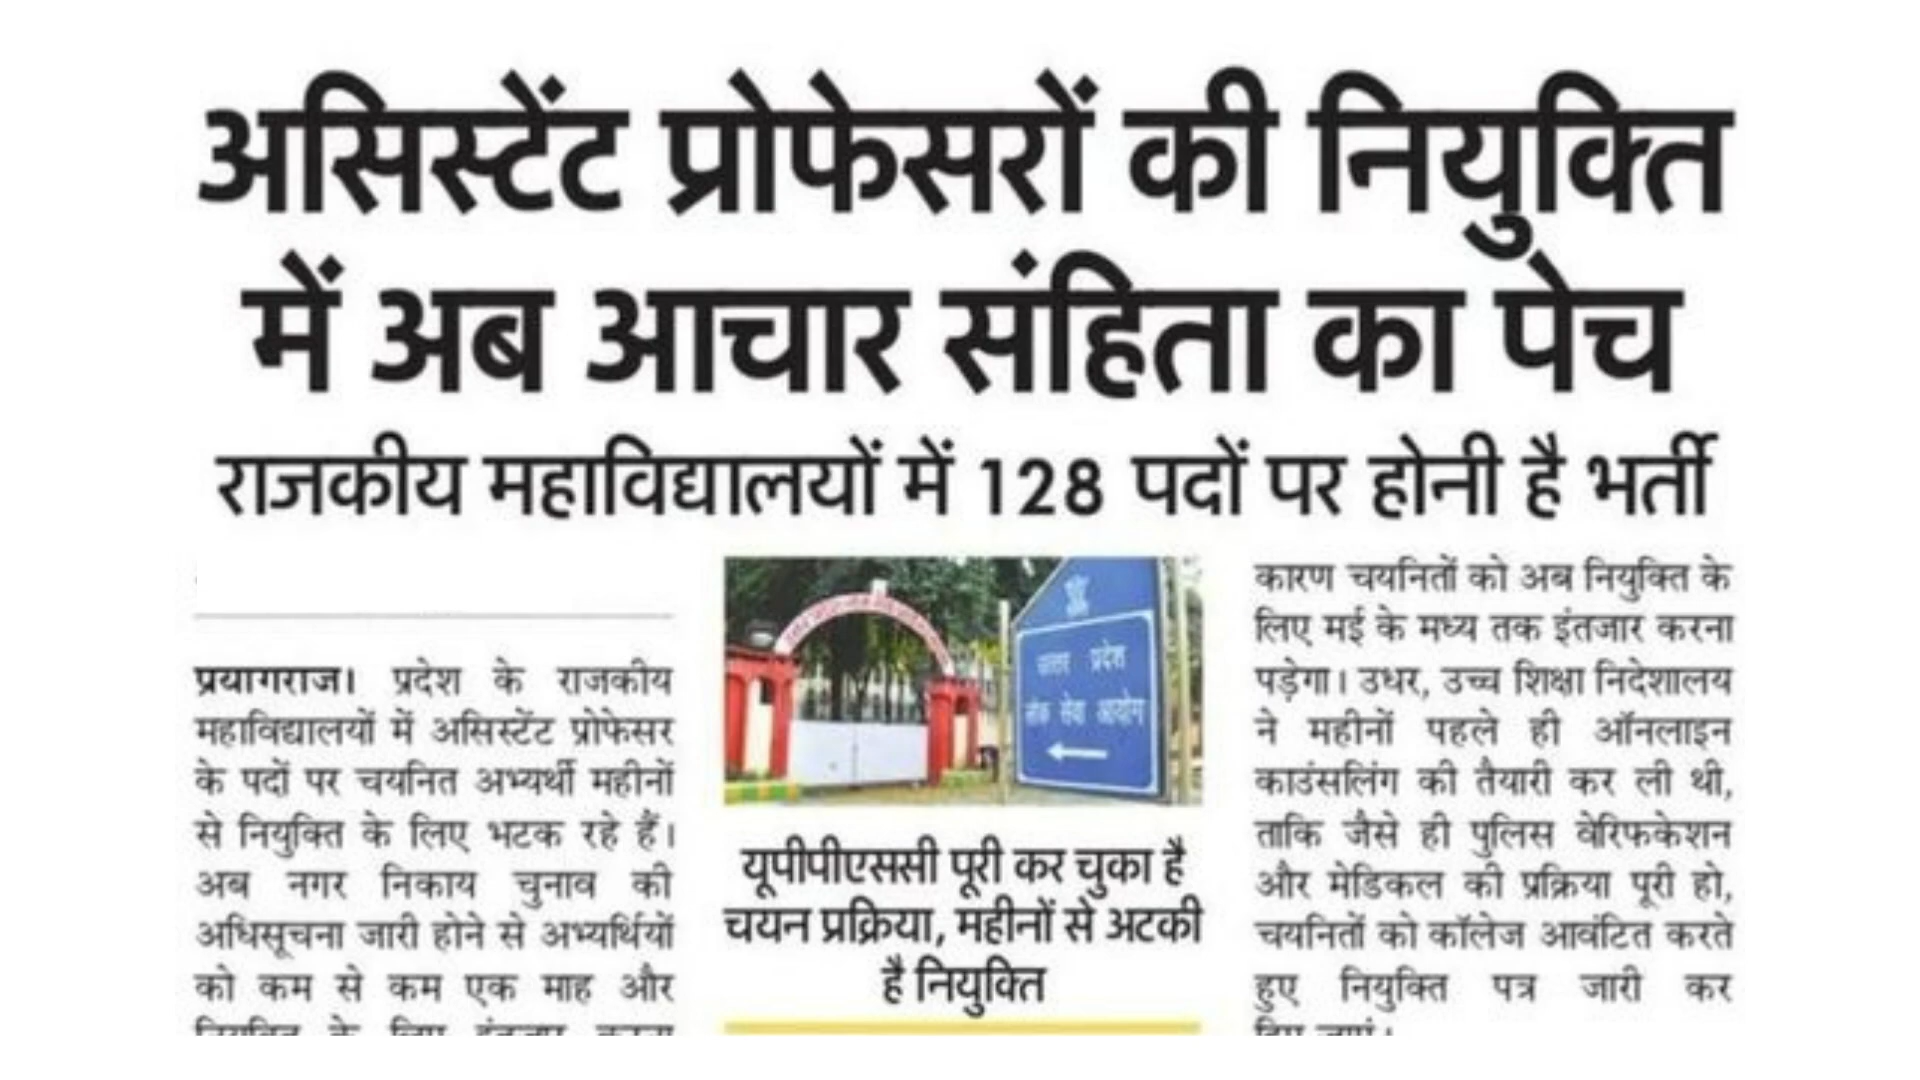 असिस्टेंट प्रोफेसरों की नियुक्ति
में अब आचार संहिता का पेच
राजकीय महाविद्यालयों में 128 पदों पर होनी है भर्ती
प्रयागराज। प्रदेश के राजकीय
महाविद्यालयों में असिस्टेंट प्रोफेसर
के पदों पर चयनित अभ्यर्थी महीनों
से नियुक्ति के लिए भटक रहे हैं।
अब नगर निकाय चुनाव की
अधिसूचना जारी होने से अभ्यर्थियों
को कम से कम एक माह और
नियुक्ति के लिए इंतजार करना
उत्तर प्रदेश
लोक सेवा आयोग
यूपीपीएससी पूरी कर चुका है
चयन प्रक्रिया, महीनों से अटकी
है नियुक्ति
कारण चयनितों को अब नियुक्ति के
लिए मई के मध्य तक इंतजार करना
पड़ेगा। उधर, उच्च शिक्षा निदेशालय
ने महीनों पहले ही ऑनलाइन
काउंसलिंग की तैयारी कर ली थी,
ताकि जैसे ही पुलिस वेरिफकेशन
और मेडिकल की प्रक्रिया पूरी हो,
चयनितों को कॉलेज आवंटित करते
हुए नियुक्ति पत्र जारी कर
दिए जाएं।